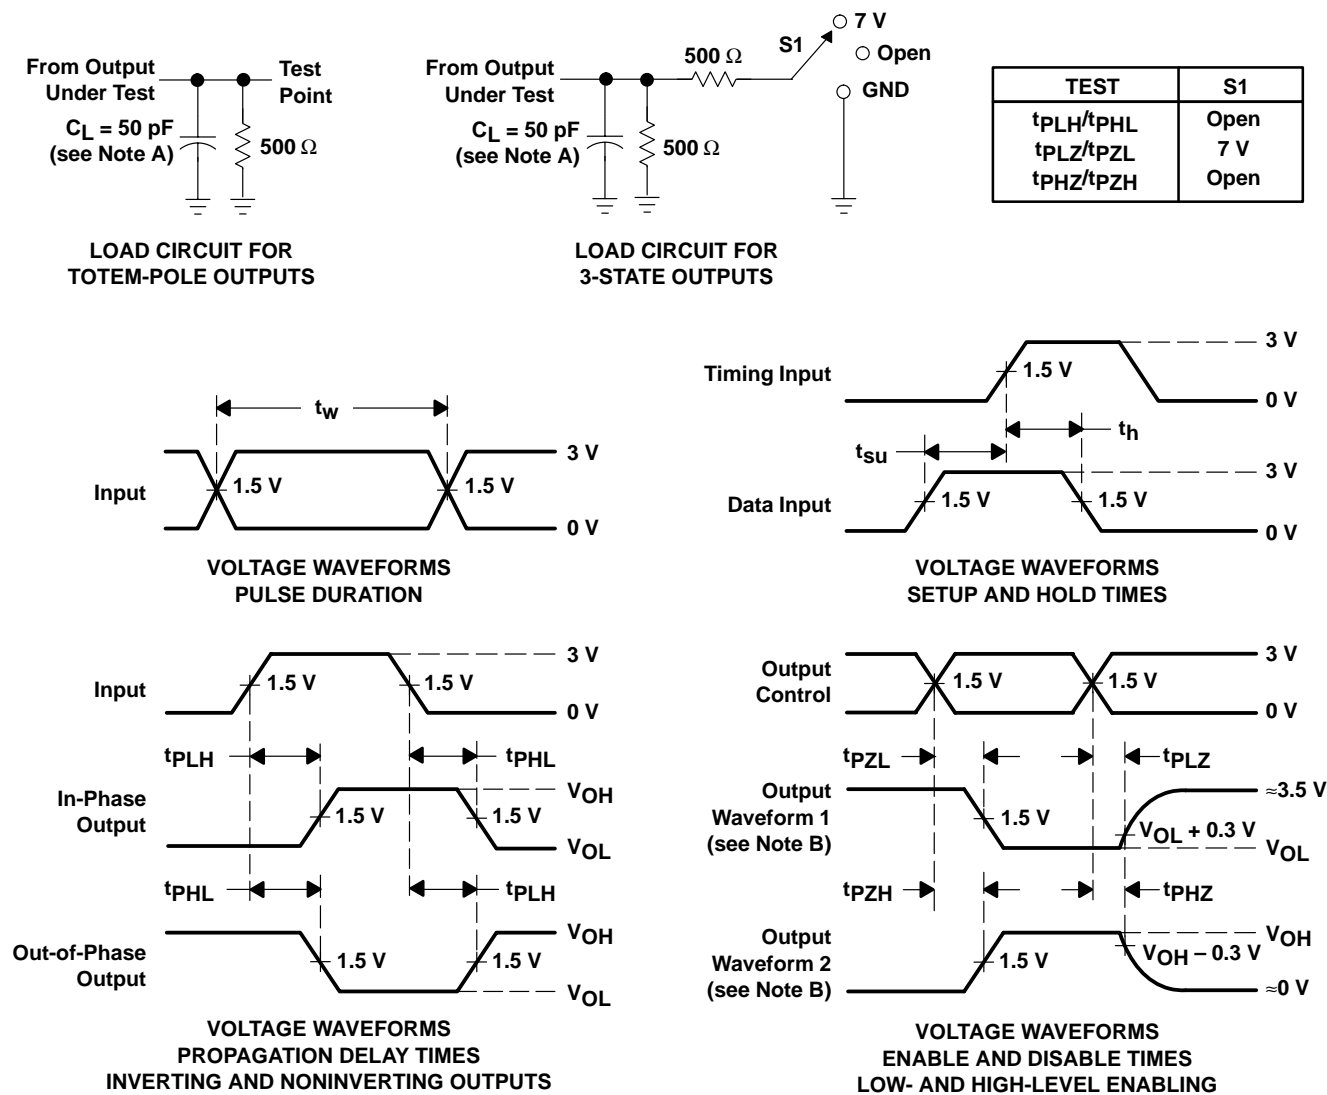 From Output
Under Test
Test
Point
CL = 50 pF
(see Note A)
500 Ω
LOAD CIRCUIT FOR
TOTEM-POLE OUTPUTS
From Output
Under Test
CL = 50 pF
(see Note A)
500 Ω
500 Ω
S1
7 V
Open
GND
LOAD CIRCUIT FOR
3-STATE OUTPUTS
TEST S1
tPLH/tPHL Open
tPLZ/tPZL 7 V
tPHZ/tPZH Open
tw
Input
1.5 V
1.5 V
3 V
0 V
VOLTAGE WAVEFORMS
PULSE DURATION
Timing Input
1.5 V
3 V
0 V
tsu
th
Data Input
1.5 V
1.5 V
3 V
0 V
VOLTAGE WAVEFORMS
SETUP AND HOLD TIMES
Input
1.5 V
1.5 V
3 V
0 V
tPLH
tPHL
In-Phase
Output
1.5 V
1.5 V
VOH
VOL
tPHL
tPLH
Out-of-Phase
Output
1.5 V
1.5 V
VOH
VOL
VOLTAGE WAVEFORMS
PROPAGATION DELAY TIMES
INVERTING AND NONINVERTING OUTPUTS
Output
Control
1.5 V
1.5 V
3 V
0 V
tPZL
tPLZ
Output
Waveform 1
(see Note B)
1.5 V
VOL + 0.3 V
≈3.5 V
VOL
tPZH
tPHZ
Output
Waveform 2
(see Note B)
1.5 V
VOH – 0.3 V
VOH
≈0 V
VOLTAGE WAVEFORMS
ENABLE AND DISABLE TIMES
LOW- AND HIGH-LEVEL ENABLING